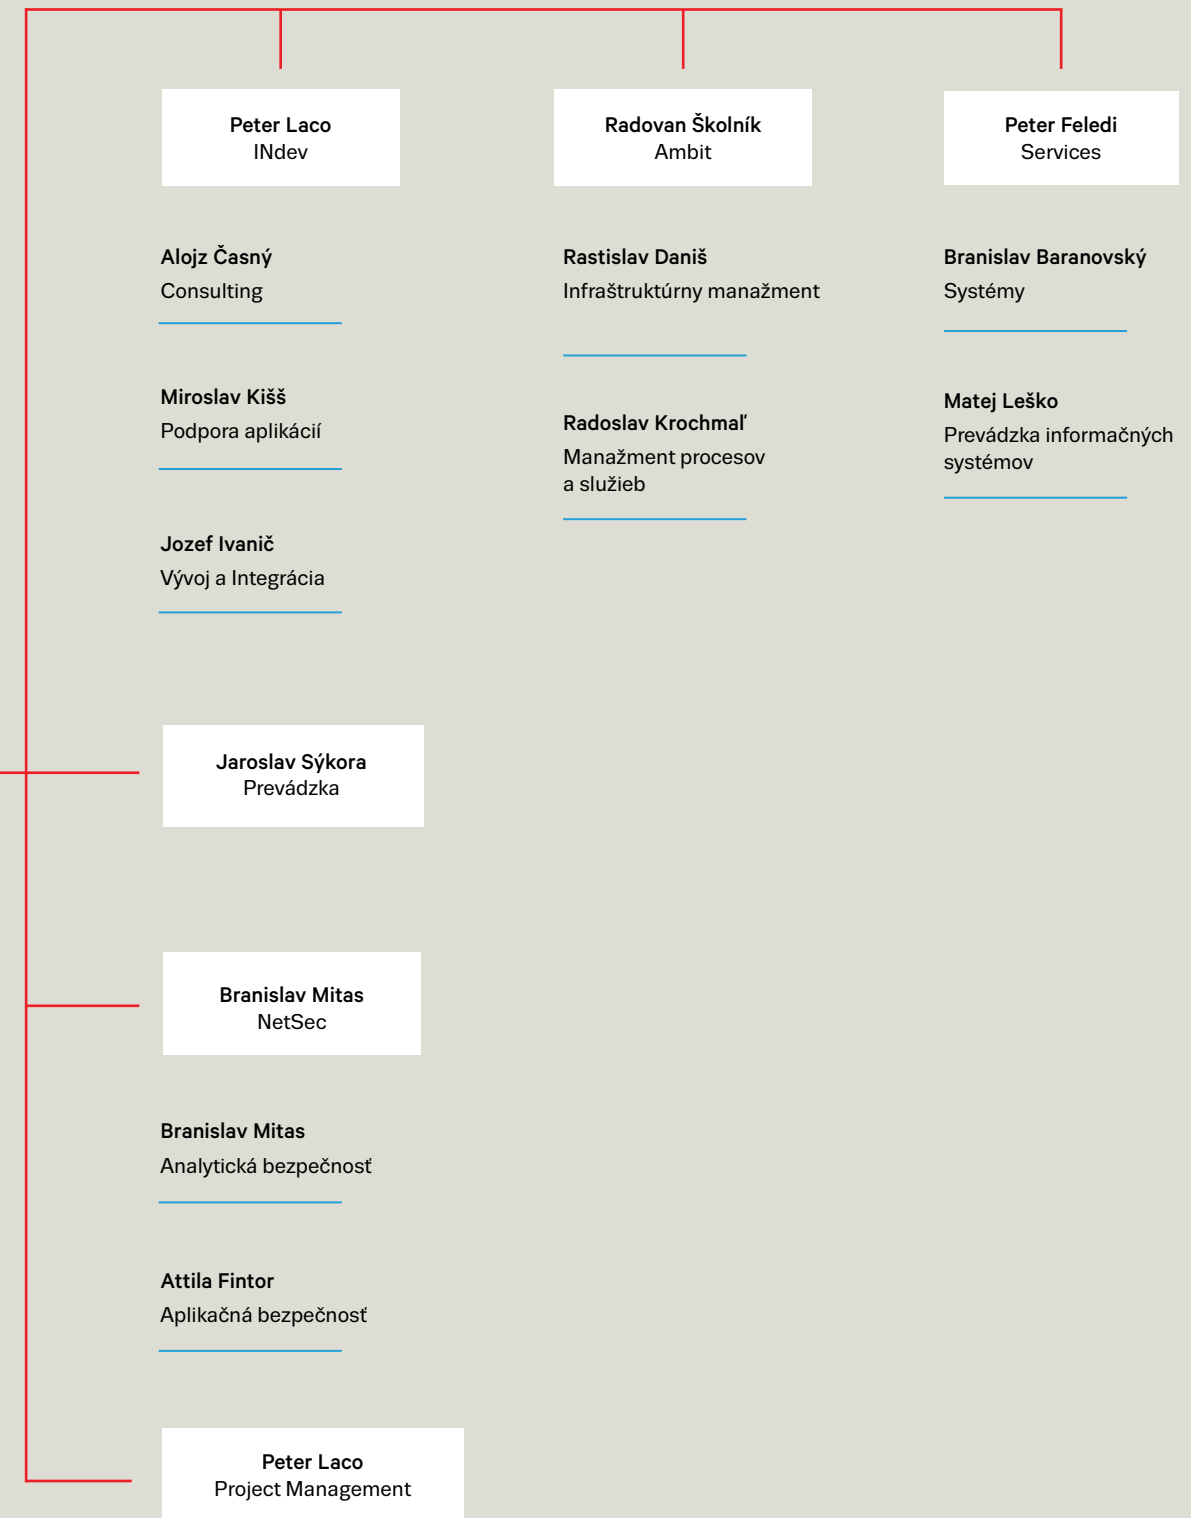 Peter Laco
INdev
Alojz Časný
Consulting
Miroslav Kišš
Podpora aplikácií
Jozef Ivanič
Vývoj a Integrácia
Radovan Školník
Ambit
Rastislav Daniš
Infraštruktúrny manažment
Radoslav Krochmaľ
Manažment procesov
a služieb
Peter Feledi
Services
Branislav Baranovský
Systémy
Matej Leško
Prevádzka informačných
systémov
Jaroslav Sýkora
Prevádzka
Branislav Mitas
NetSec
Branislav Mitas
Analytická bezpečnosť
Attila Fintor
Aplikačná bezpečnosť
Peter Laco
Project Management